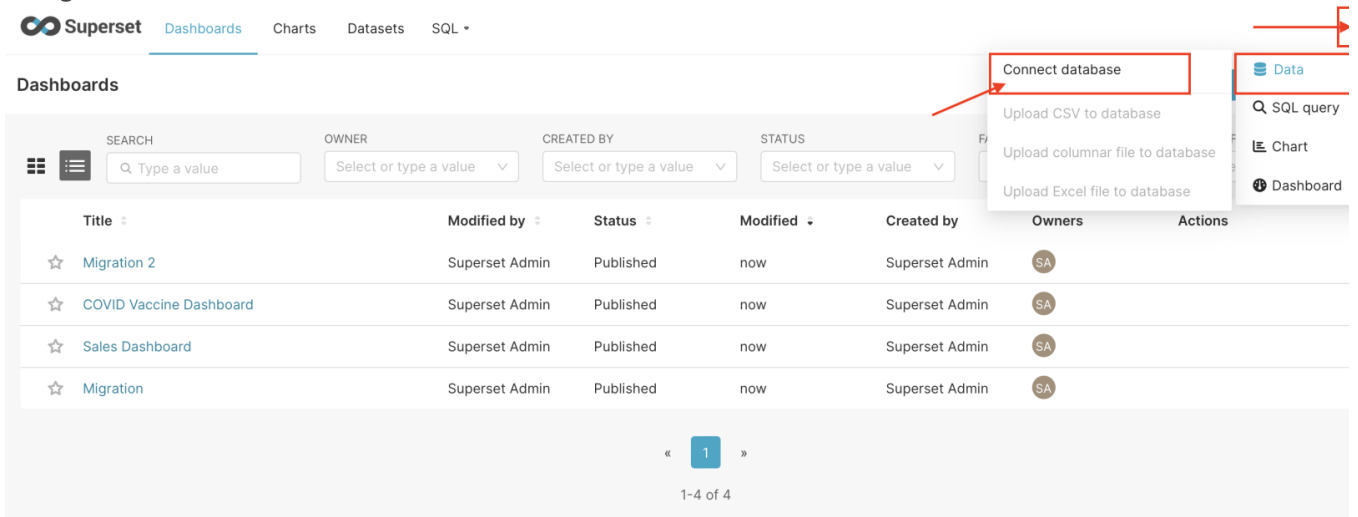 Superset Dashboards Charts Datasets SQL
Connect database
Data
Dashboards
Upload CSV to database
SQL query
SEARCH OWNER CREATED BY STATUS
Type a value Select or type a value Select or type a value Select or type a value
Upload columnar file to database
Chart
Upload Excel file to database
Dashboard
Title Modified by Status Modified Created by Owners Actions
Migration 2 Superset Admin Published now Superset Admin SA
COVID Vaccine Dashboard Superset Admin Published now Superset Admin SA
Sales Dashboard Superset Admin Published now Superset Admin SA
Migration Superset Admin Published now Superset Admin SA
« 1 »
1-4 of 4